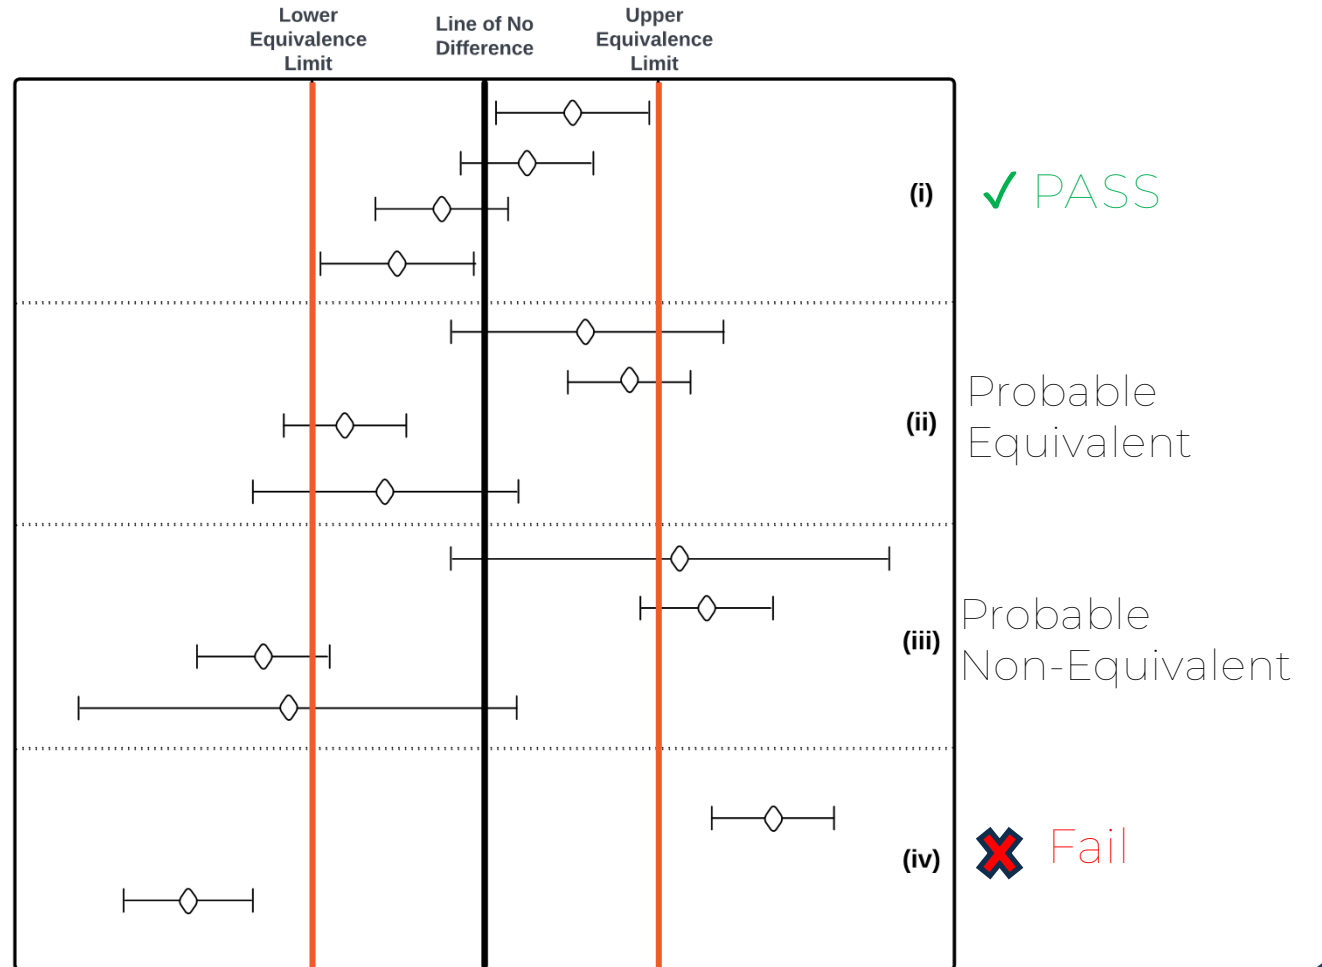 Lower
Equivalence
Limit
Line of No
Difference
Upper
Equivalence
Limit
(i)
PASS
(ii)
Probable
Equivalent
(iii)
Probable
Non-Equivalent
(iv)
Fail